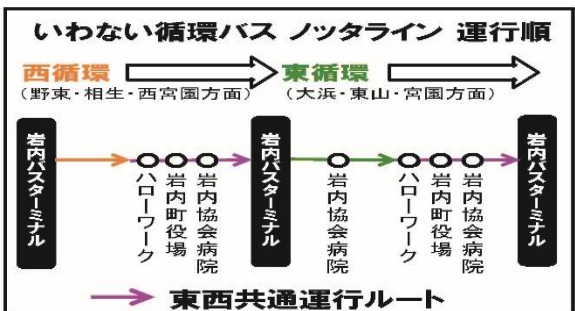 いわない循環バス ノッタライン 運行順
西循環
(野束・相生・西宮園方面)
東循環
(大浜・東山・宮園方面)
岩内バスターミナル
ハローワーク
岩内町役場
岩内協会病院
岩内バスターミナル
岩内協会病院
ハローワーク
岩内町役場
岩内協会病院
岩内バスターミナル
東西共通運行ルート